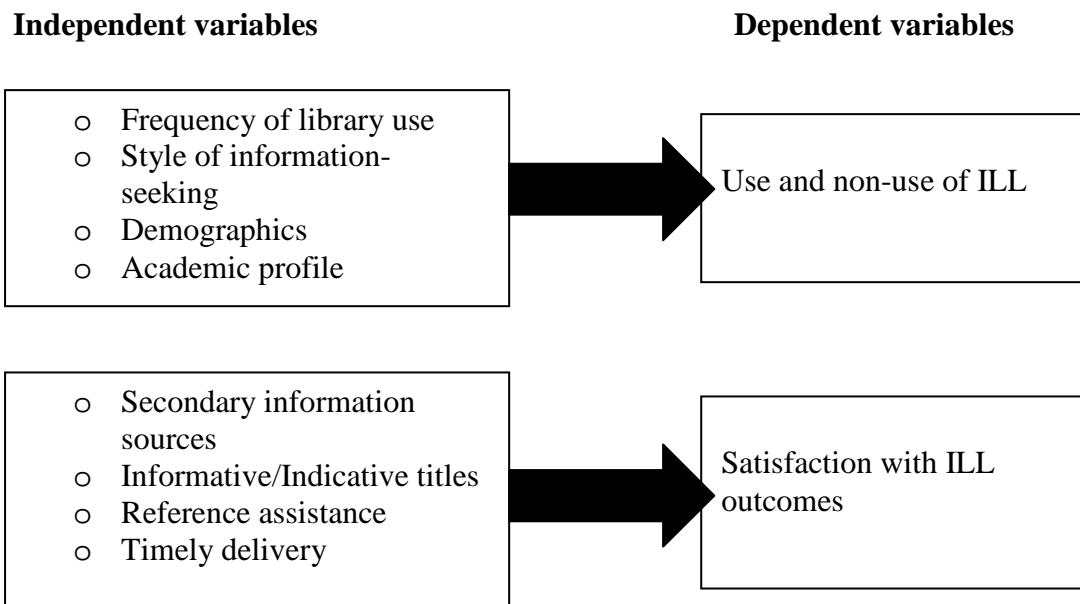 Independent variables
Dependent variables
o Frequency of library use
o Style of information-
seeking
o Demographics
o Academic profile
Use and non-use of ILL
o Secondary information
sources
o Informative/Indicative titles
o Reference assistance
o Timely delivery
Satisfaction with ILL
outcomes